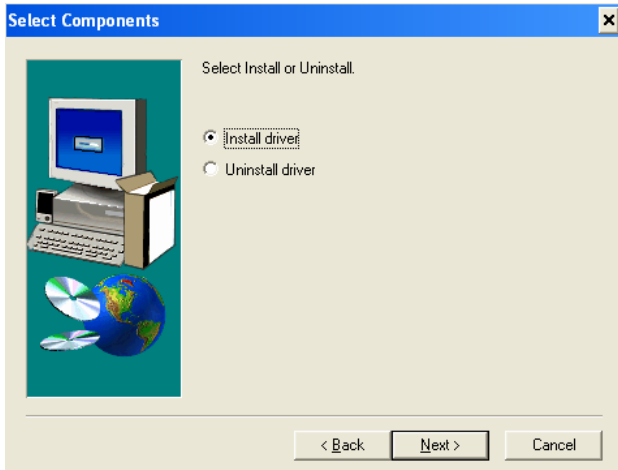 Select Components
Select Install or Uninstall.
Install driver
Uninstall driver
< Back Next > Cancel